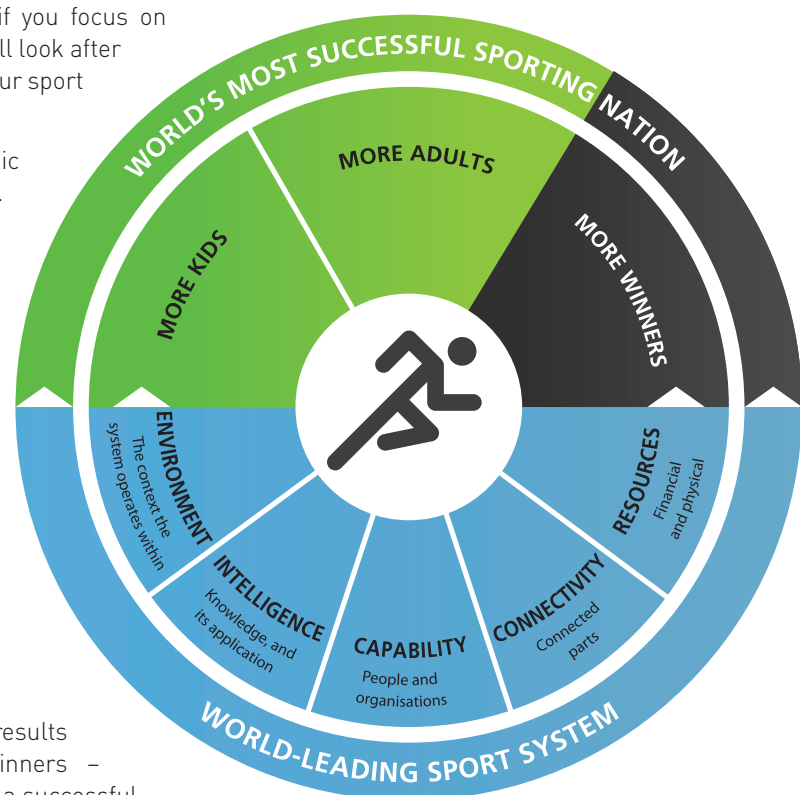 if you focus on
ll look after
ur sport
ic
WORLD'S MOST SUCCESSFUL SPORTING NATION
MORE KIDS
MORE ADULTS
MORE WINNERS
ENVIRONMENT
The context the
system operates within
INTELLIGENCE
Knowledge, and
its application
CAPABILITY
People and
organisations
CONNECTIVITY
Connected
parts
RESOURCES
Financial
and physical
WORLD-LEADING SPORT SYSTEM
results
inners –
a successful